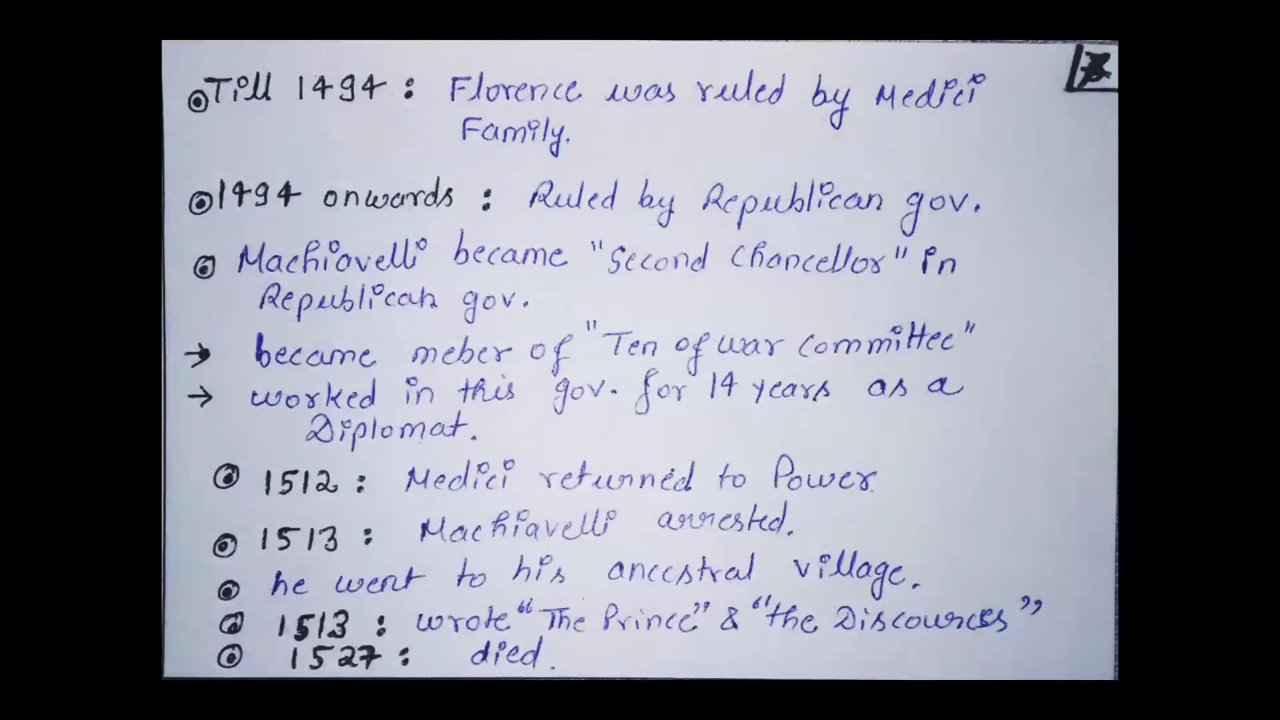 Till 1494 : Florence was ruled by Medici
Family.
1494 onwards : Ruled by Republican gov.
Machiavelli became "Second Chancellor" in
Republican gov.
→ became meber of "Ten of war Committee"
→ worked in this gov. for 14 years as a
Diplomat.
1512 : Medici returned to Power.
1513 : Machiavelli arrested.
he went to his ancestral village.
1513 : wrote "The Prince" & "the Discources"
1527 : died.